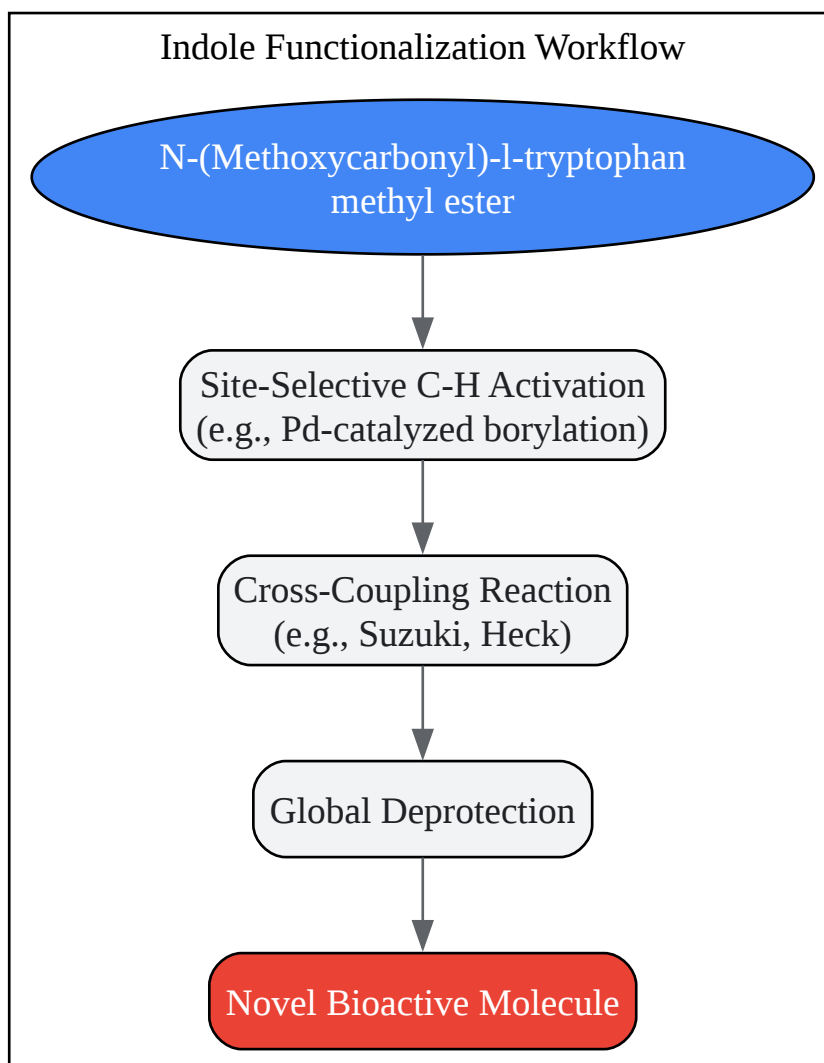 Indole Functionalization Workflow
N-(Methoxycarbonyl)-l-tryptophan
methyl ester
Site-Selective C-H Activation
(e.g., Pd-catalyzed borylation)
Cross-Coupling Reaction
(e.g., Suzuki, Heck)
Global Deprotection
Novel Bioactive Molecule